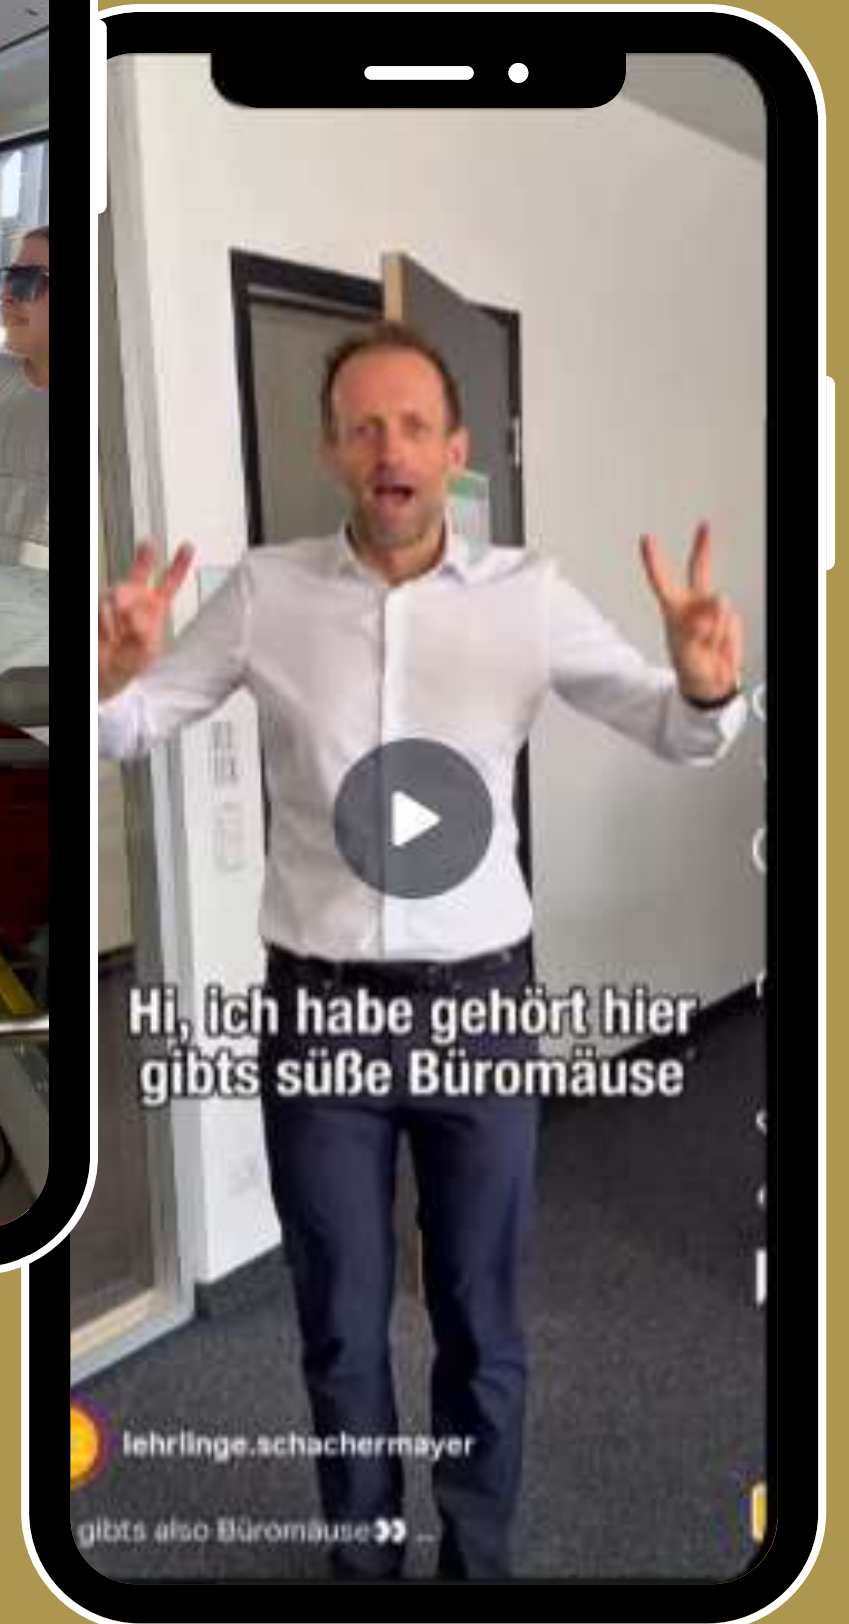 Hi, ich habe gehört hier
gibts süße Büromäuse
lehrlinge.schachermayer
gibts also Büromäuse👀 ...